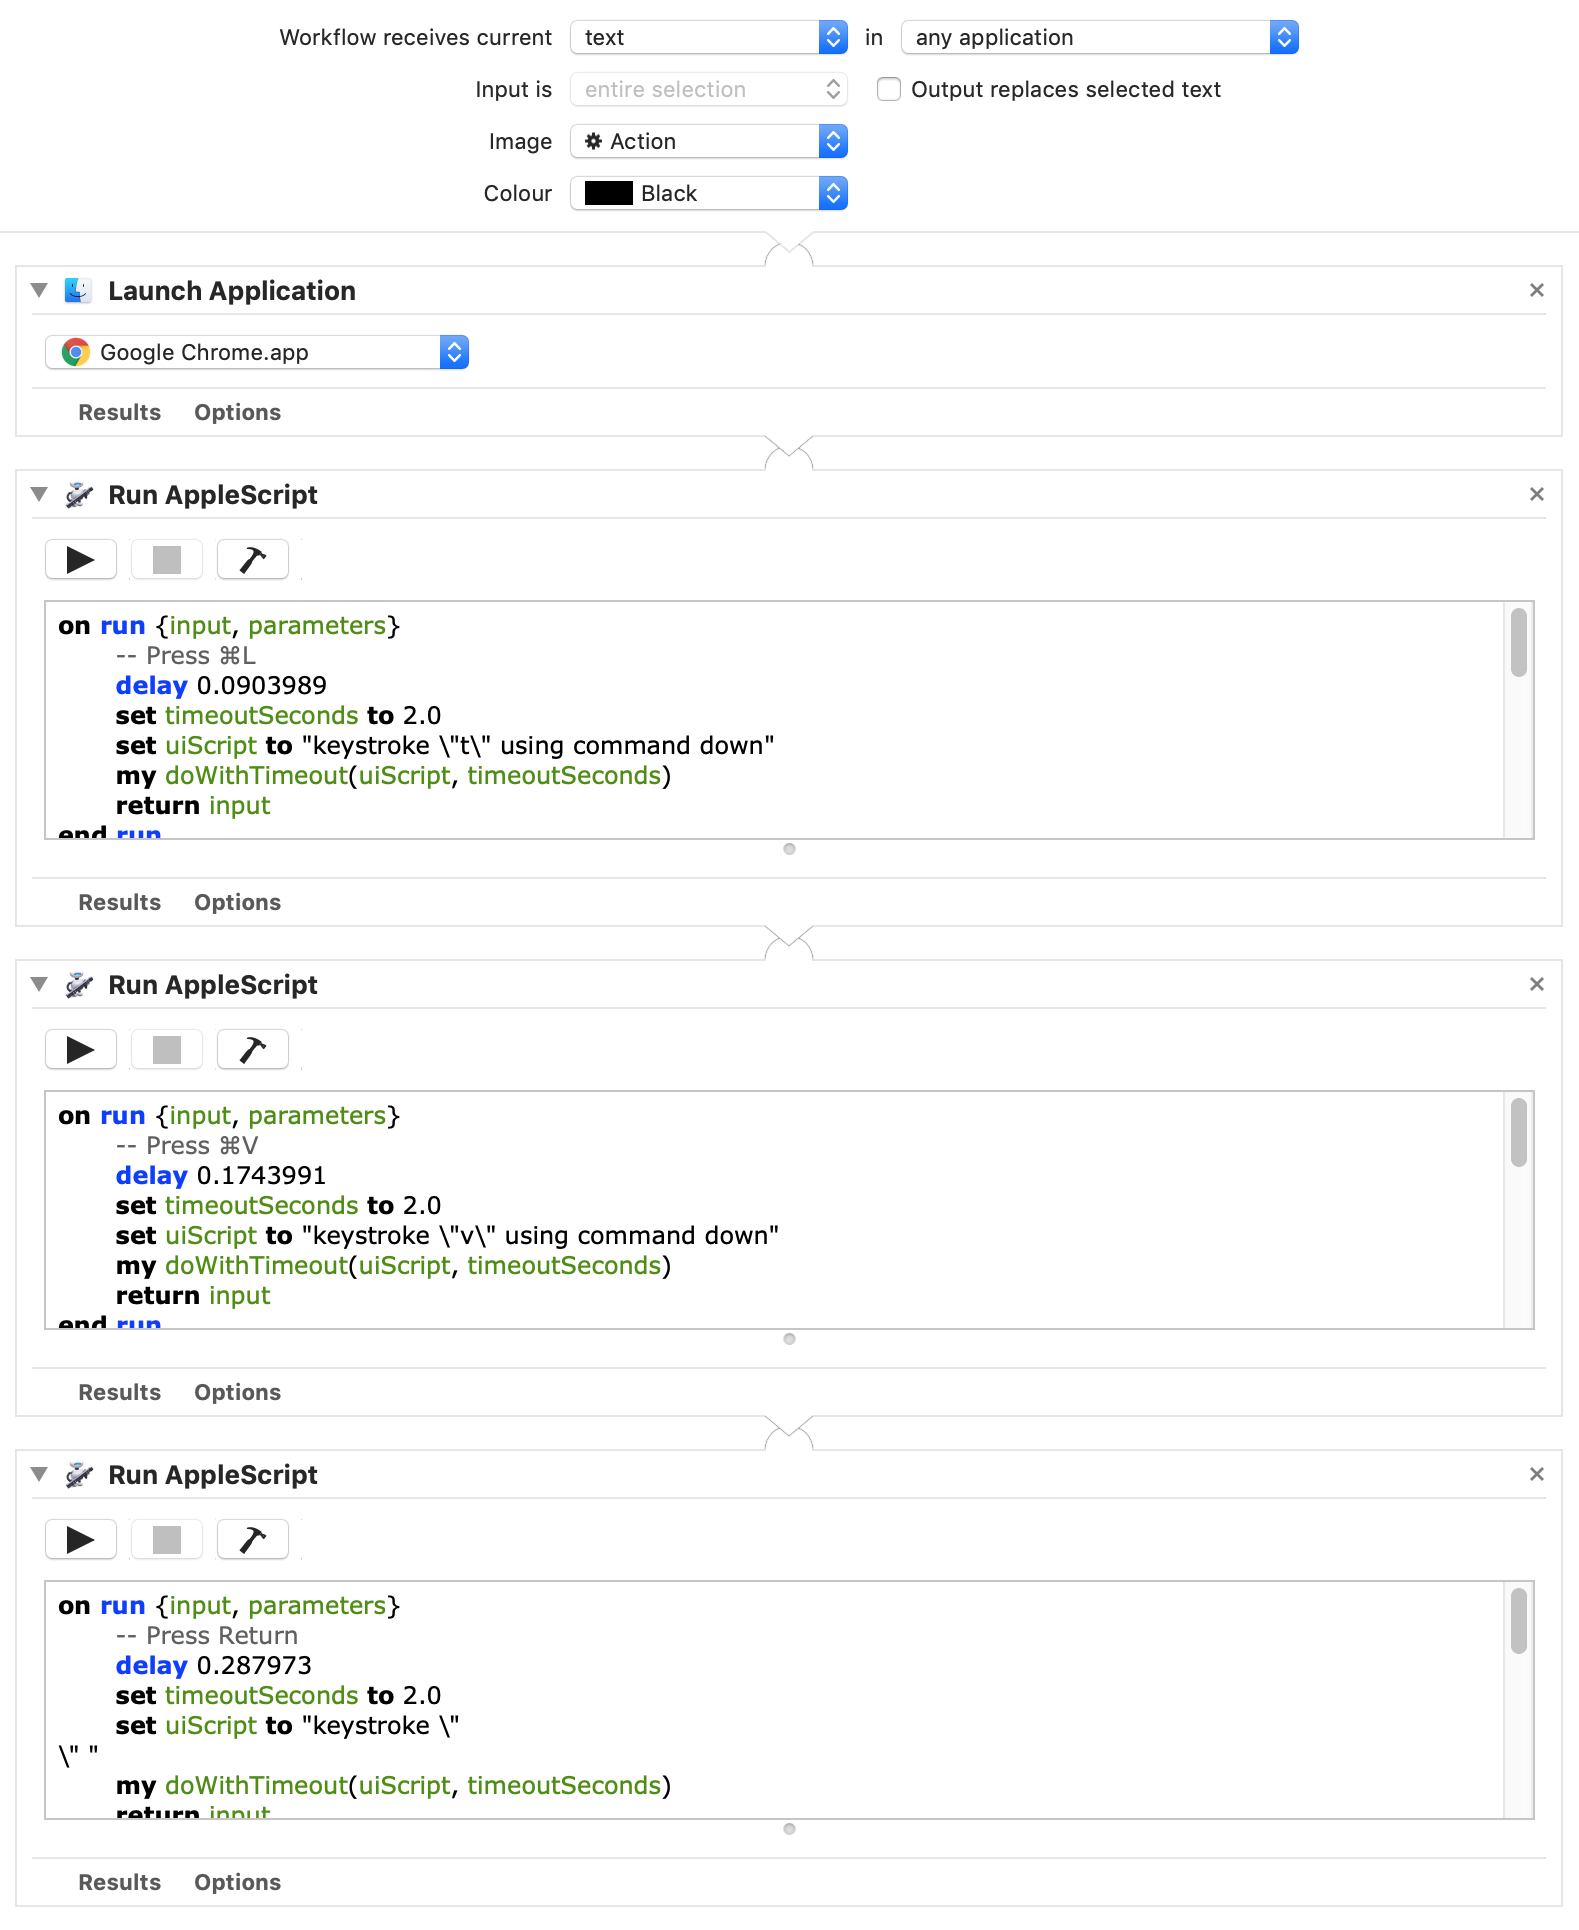 Workflow receives current text in any application
Input is entire selection Output replaces selected text
Image Action
Colour Black
Launch Application
Google Chrome.app
Results Options
Run AppleScript
on run {input, parameters}
-- Press ⌘L
delay 0.0903989
set timeoutSeconds to 2.0
set uiScript to "keystroke \"t\" using command down"
my doWithTimeout(uiScript, timeoutSeconds)
return input
end run
Results Options
Run AppleScript
on run {input, parameters}
-- Press ⌘V
delay 0.1743991
set timeoutSeconds to 2.0
set uiScript to "keystroke \"v\" using command down"
my doWithTimeout(uiScript, timeoutSeconds)
return input
end run
Results Options
Run AppleScript
on run {input, parameters}
-- Press Return
delay 0.287973
set timeoutSeconds to 2.0
set uiScript to "keystroke \"
\" "
my doWithTimeout(uiScript, timeoutSeconds)
return input
Results Options